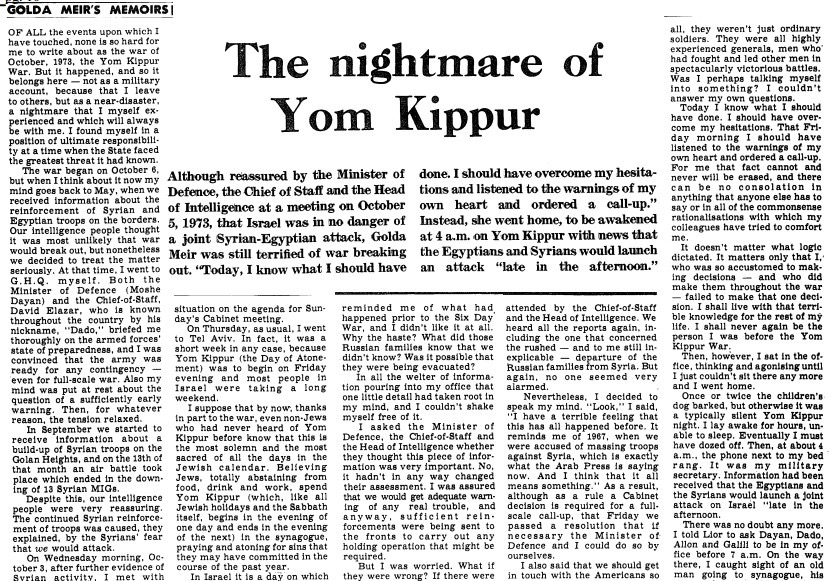 GOLDA MEIR'S MEMOIRS
The nightmare of
Yom Kippur
Although reassured by the Minister of
Defence, the Chief of Staff and the Head
of Intelligence at a meeting on October
5, 1973, that Israel was in no danger of
a joint Syrian-Egyptian attack, Golda
Meir was still terrified of war breaking
out. "Today, I know what I should have
done. I should have overcome my hesita-
tions and listened to the warnings of my
own heart and ordered a call-up."
Instead, she went home, to be awakened
at 4 a.m. on Yom Kippur with news that
the Egyptians and Syrians would launch
an attack "late in the afternoon."
OF ALL the events upon which I
have touched, none is so hard for
me to write about as the war of
October, 1973, the Yom Kippur
War. But it happened, and so it
belongs here — not as a military
account, because that I leave
to others, but as a near-disaster,
a nightmare that I myself ex-
perienced and which will always
be with me. I found myself in a
position of ultimate responsibili-
ty at a time when the State faced
the greatest threat it had known.
The war began on October 6,
but when I think about it now my
mind goes back to May, when we
received information about the
reinforcement of Syrian and
Egyptian troops on the borders.
Our intelligence people thought
it was most unlikely that war
would break out, but nonetheless
we decided to treat the matter
seriously. At that time, I went to
G.H.Q. myself. Both the
Minister of Defence (Moshe
Dayan) and the Chief-of-Staff,
David Elazar, who is known
throughout the country by his
nickname, "Dado," briefed me
thoroughly on the armed forces'
state of preparedness, and I was
convinced that the army was
ready for any contingency —
even for full-scale war. Also my
mind was put at rest about the
question of a sufficiently early
warning. Then, for whatever
reason, the tension relaxed.
In September we started to
receive information about a
build-up of Syrian troops on the
Golan Heights, and on the 13th of
that month an air battle took
place which ended in the down-
ing of 13 Syrian MIGs.
Despite this, our intelligence
people were very reassuring.
The continued Syrian reinforce-
ment of troops was caused, they
explained, by the Syrians' fear
that we would attack.
On Wednesday morning, Oc-
tober 3, after further evidence of
Syrian activity, I met with
situation on the agenda for Sun-
day's Cabinet meeting.
On Thursday, as usual, I went
to Tel Aviv. In fact, it was a
short week in any case, because
Yom Kippur (the Day of Atone-
ment) was to begin on Friday
evening and most people in
Israel were taking a long
weekend.
I suppose that by now, thanks
in part to the war, even non-Jews
who had never heard of Yom
Kippur before know that this is
the most solemn and the most
sacred of all the days in the
Jewish calendar. Believing
Jews, totally abstaining from
food, drink and work, spend
Yom Kippur (which, like all
Jewish holidays and the Sabbath
itself, begins in the evening of
one day and ends in the evening
of the next) in the synagogue,
praying and atoning for sins that
they may have committed in the
course of the past year.
In Israel it is a day on which
reminded me of what had
happened prior to the Six Day
War, and I didn't like it at all.
Why the haste? What did those
Russian families know that we
didn't know? Was it possible that
they were being evacuated?
In all the welter of informa-
tion pouring into my office that
one little detail had taken root in
my mind, and I couldn't shake
myself free of it.
I asked the Minister of
Defence, the Chief-of-Staff and
the Head of Intelligence whether
they thought this piece of infor-
mation was very important. No,
it hadn't in any way changed
their assessment. I was assured
that we would get adequate warn-
ing of any real trouble, and
anyway, sufficient rein-
forcements were being sent to
the fronts to carry out any
holding operation that might be
required.
But I was worried. What if
they were wrong? If there were
attended by the Chief-of-Staff
and the Head of Intelligence. We
heard all the reports again, in-
cluding the one that concerned
the rushed — and to me still in-
explicable — departure of the
Russian families from Syria. But
again, no one seemed very
alarmed.
Nevertheless, I decided to
speak my mind. "Look," I said,
"I have a terrible feeling that
this has all happened before. It
reminds me of 1967, when we
were accused of massing troops
against Syria, which is exactly
what the Arab Press is saying
now. And I think that it all
means something." As a result,
although as a rule a Cabinet
decision is required for a full-
scale call-up, that Friday we
passed a resolution that if
necessary the Minister of
Defence and I could do so by
ourselves.
I also said that we should get
in touch with the Americans so
all, they weren't just ordinary
soldiers. They were all highly
experienced generals, men who
had fought and led other men in
spectacularly victorious battles.
Was I perhaps talking myself
into something? I couldn't
answer my own questions.
Today I know what I should
have done. I should have over-
come my hesitations. That Fri-
day morning I should have
listened to the warnings of my
own heart and ordered a call-up.
For me that fact cannot and
never will be erased, and there
can be no consolation in
anything that anyone else has to
say or in all of the commonsense
rationalisations with which my
colleagues have tried to comfort
me.
It doesn't matter what logic
dictated. It matters only that I,
who was so accustomed to mak-
ing decisions — and who did
make them throughout the war
— failed to make that one deci-
sion. I shall live with that terri-
ble knowledge for the rest of my
life. I shall never again be the
person I was before the Yom
Kippur War.
Then, however, I sat in the of-
fice, thinking and agonising until
I just couldn't sit there any more
and I went home.
Once or twice the children's
dog barked, but otherwise it was
a typically silent Yom Kippur
night. I lay awake for hours, un-
able to sleep. Eventually I must
have dozed off. Then, at about 4
a.m., the phone next to my bed
rang. It was my military
secretary. Information had been
received that the Egyptians and
the Syrians would launch a joint
attack on Israel "late in the
afternoon.
There was no doubt any more.
I told Lior to ask Dayan, Dado,
Allon and Galili to be in my of-
fice before 7 a.m. On the way
there, I caught sight of an old
man going to synagogue, his